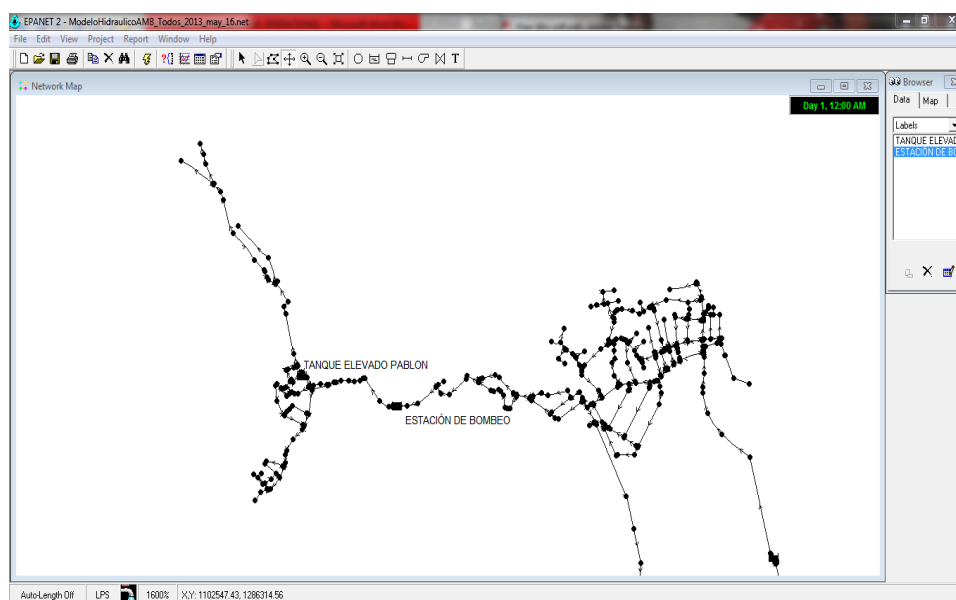 EPANET 2 - ModeloHidraulicoAMB_Todos_2013_may_16.net
File Edit View Project Report Window Help
Network Map
Day 1, 12:00 AM
Browser
Data Map
Labels
TANQUE ELEVAD
ESTACIÓN DE BO
TANQUE ELEVADO PABLON
ESTACIÓN DE BOMBEO
Auto-Length Off LPS 1600% X,Y: 1102547.43, 1286314.56